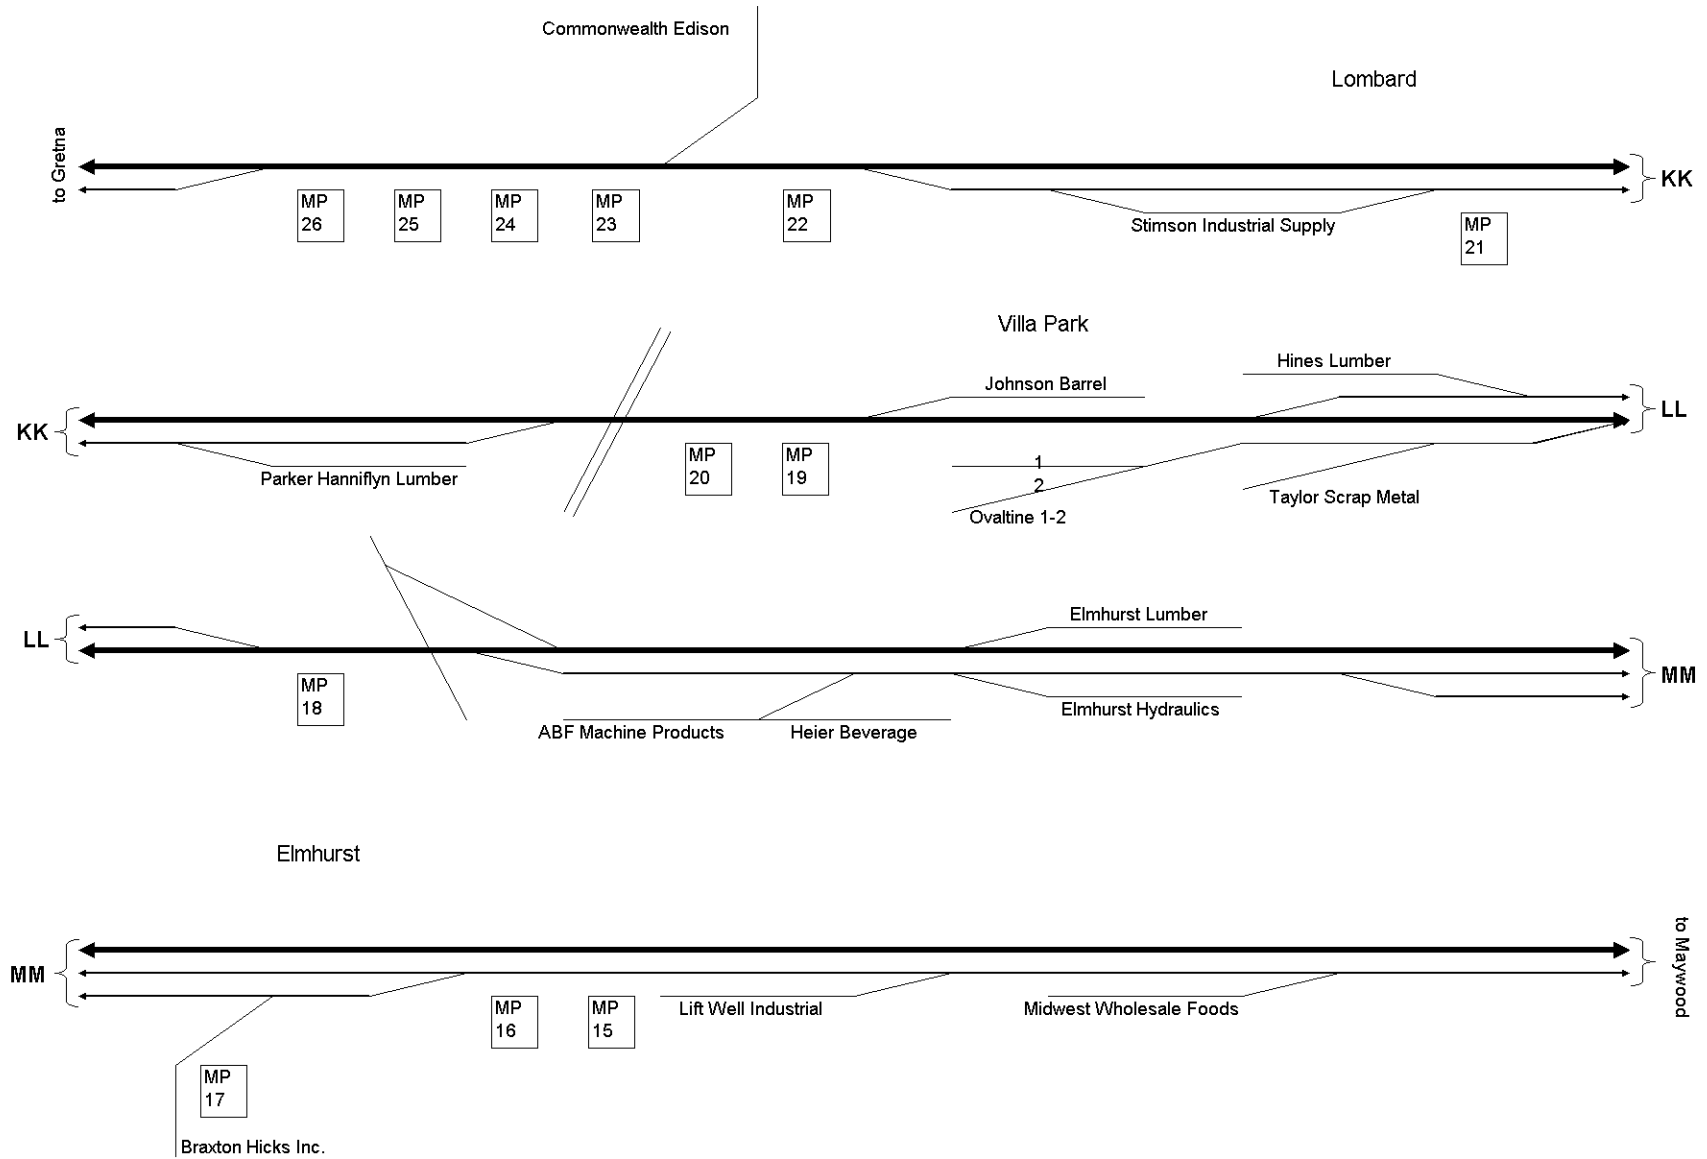 Commonwealth Edison
Lombard
to Gretna
KK
MP
26
MP
25
MP
24
MP
23
MP
22
Stimson Industrial Supply
MP
21
Villa Park
Hines Lumber
Johnson Barrel
LL
KK
Parker Hanniflyn Lumber
MP
20
MP
19
1
2
Ovaltine 1-2
Taylor Scrap Metal
Elmhurst Lumber
LL
MM
MP
18
ABF Machine Products
Heier Beverage
Elmhurst Hydraulics
Elmhurst
MM
to Maywood
MP
16
MP
15
Lift Well Industrial
Midwest Wholesale Foods
MP
17
Braxton Hicks Inc.